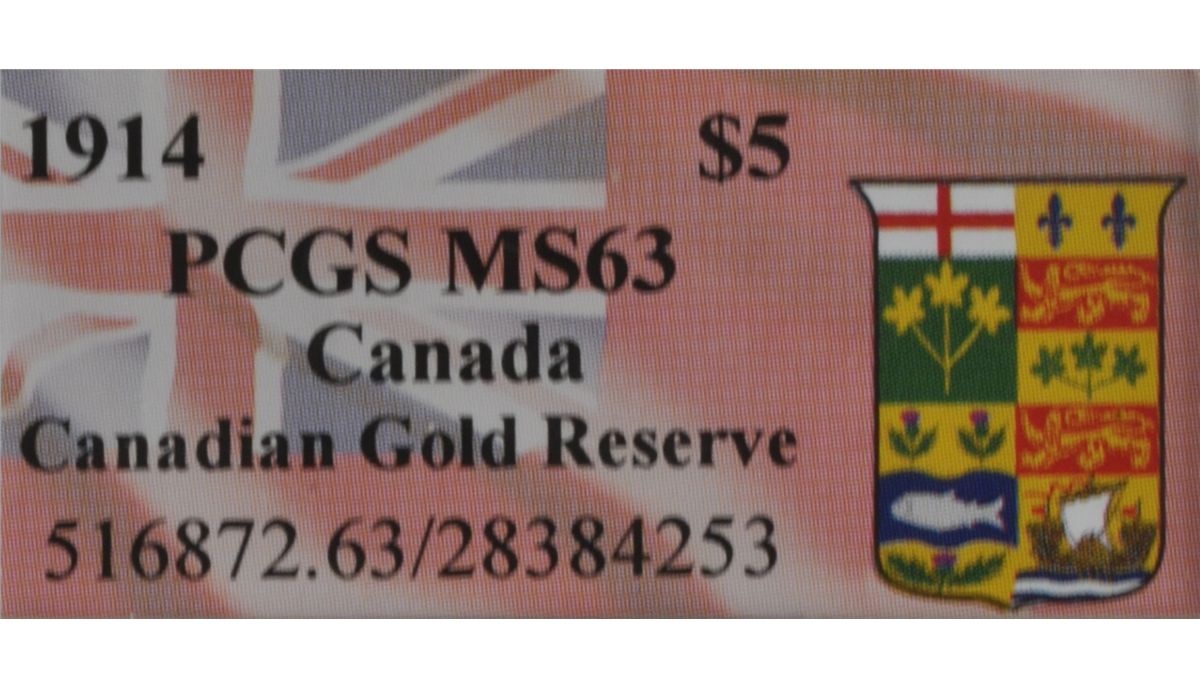 1914 $5
PCGS MS63
Canada
Canadian Gold Reserve
516872.63/28384253